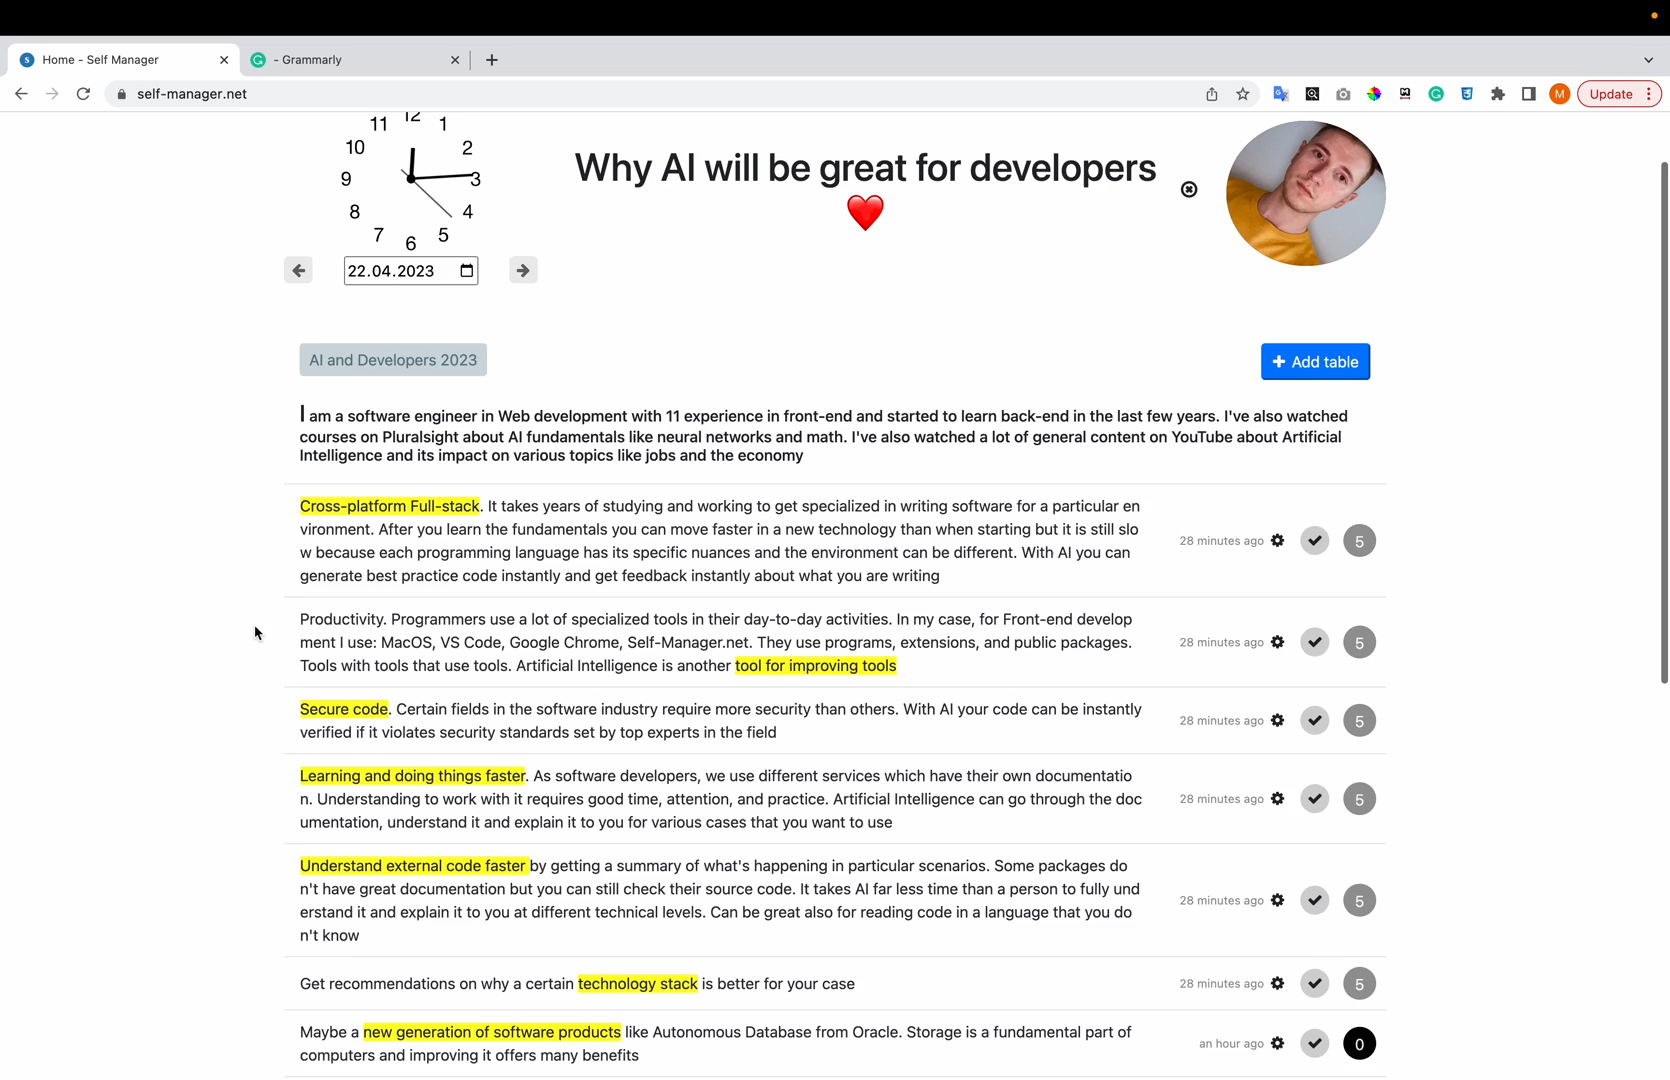 Home - Self Manager
- Grammarly
self-manager.net
M
Update
12
11
1
10
2
9
3
8
4
7
5
6
Why AI will be great for developers
22.04.2023
AI and Developers 2023
Add table
I am a software engineer in Web development with 11 experience in front-end and started to learn back-end in the last few years. I've also watched
courses on Pluralsight about AI fundamentals like neural networks and math. I've also watched a lot of general content on YouTube about Artificial
Intelligence and its impact on various topics like jobs and the economy
Cross-platform Full-stack. It takes years of studying and working to get specialized in writing software for a particular en
vironment. After you learn the fundamentals you can move faster in a new technology than when starting but it is still slo
w because each programming language has its specific nuances and the environment can be different. With AI you can
generate best practice code instantly and get feedback instantly about what you are writing
28 minutes ago
5
Productivity. Programmers use a lot of specialized tools in their day-to-day activities. In my case, for Front-end develop
ment I use: MacOS, VS Code, Google Chrome, Self-Manager.net. They use programs, extensions, and public packages.
Tools with tools that use tools. Artificial Intelligence is another tool for improving tools
28 minutes ago
5
Secure code. Certain fields in the software industry require more security than others. With AI your code can be instantly
verified if it violates security standards set by top experts in the field
28 minutes ago
5
Learning and doing things faster. As software developers, we use different services which have their own documentatio
n. Understanding to work with it requires good time, attention, and practice. Artificial Intelligence can go through the doc
umentation, understand it and explain it to you for various cases that you want to use
28 minutes ago
5
Understand external code faster by getting a summary of what's happening in particular scenarios. Some packages do
n't have great documentation but you can still check their source code. It takes AI far less time than a person to fully und
erstand it and explain it to you at different technical levels. Can be great also for reading code in a language that you do
n't know
28 minutes ago
5
Get recommendations on why a certain technology stack is better for your case
28 minutes ago
5
Maybe a new generation of software products like Autonomous Database from Oracle. Storage is a fundamental part of
computers and improving it offers many benefits
an hour ago
0